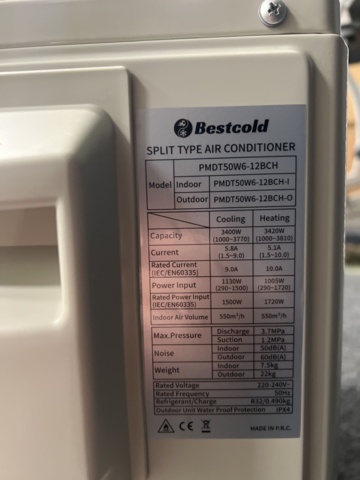 Bestcold
SPLIT TYPE AIR CONDITIONER
Model PMDT50W6-12BCH
Indoor PMDT50W6-12BCH-I
Outdoor PMDT50W6-12BCH-O
Cooling Heating
Capacity 3400W (1000~3770) 3420W (1000~3810)
Current 5.8A (1.5~9.0) 5.1A (1.5~10.0)
Rated Current (IEC/EN60335) 9.0A 10.0A
Power Input 1130W (290~1500) 1005W (290~1720)
Rated Power Input (IEC/EN60335) 1500W 1720W
Indoor Air Volume 550m³/h 550m³/h
Max.Pressure Discharge 3.7MPa
Suction 1.2MPa
Noise Indoor 50dB(A)
Outdoor 60dB(A)
Weight Indoor 7.5kg
Outdoor 22kg
Rated Voltage 220-240V~
Rated Frequency 50Hz
Refrigerant/Charge R32/0.490kg
Outdoor Unit Water Proof Protection IPX4
CE MADE IN P.R.C.